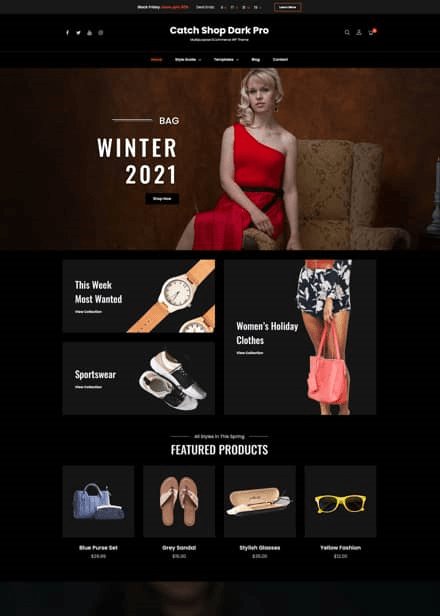 Black Friday
Deal Ends:
Learn More
Catch Shop Dark Pro
Multipurpose eCommerce WP Theme
Home
Style Guide
Templates
Blog
Contact
BAG
WINTER
2021
Shop Now
This Week
Most Wanted
View Collection
Women's Holiday
Clothes
View Collection
Sportswear
View Collection
All Styles In This Spring
FEATURED PRODUCTS
Blue Purse Set
Grey Sandal
Stylish Glasses
Yellow Fashion
$29.99
$15.00
$35.00
$12.00